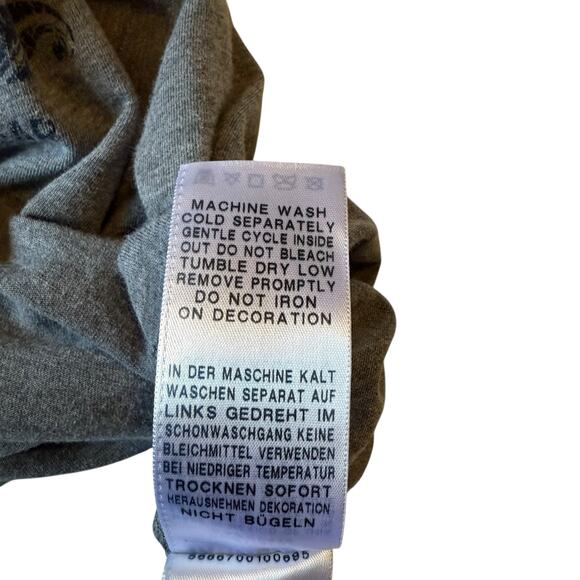 MACHINE WASH
COLD SEPARATELY
GENTLE CYCLE INSIDE
OUT DO NOT BLEACH
TUMBLE DRY LOW
REMOVE PROMPTLY
DO NOT IRON
ON DECORATION
IN DER MASCHINE KALT
WASCHEN SEPARAT AUF
LINKS GEDREHT IM
SCHONWASCHGANG KEINE
BLEICHMITTEL VERWENDEN
BEI NIEDRIGER TEMPERATUR
TROCKNEN SOFORT
HERAUSNEHMEN DEKORATION
NICHT BÜGELN